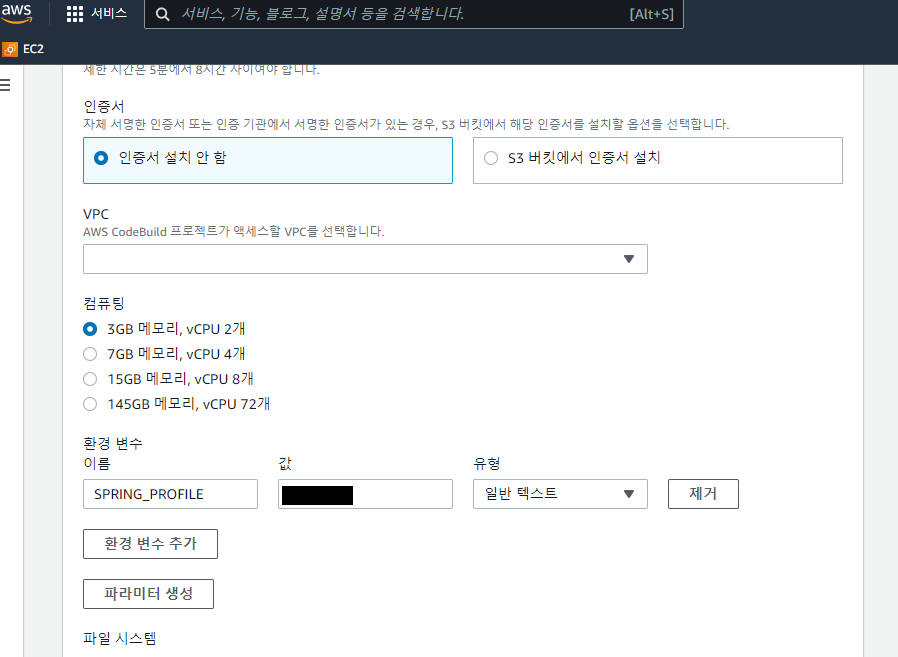 aws
서비스
서비스, 기능, 블로그, 설명서 등을 검색합니다.
[Alt+S]
EC2
제한 시간은 5분에서 8시간 사이여야 합니다.
인증서
자체 서명한 인증서 또는 인증 기관에서 서명한 인증서가 있는 경우, S3 버킷에서 해당 인증서를 설치할 옵션을 선택합니다.
인증서 설치 안 함
S3 버킷에서 인증서 설치
VPC
AWS CodeBuild 프로젝트가 액세스할 VPC를 선택합니다.
컴퓨팅
3GB 메모리, vCPU 2개
7GB 메모리, vCPU 4개
15GB 메모리, vCPU 8개
145GB 메모리, vCPU 72개
환경 변수
이름 값 유형
SPRING_PROFILE 일반 텍스트 제거
환경 변수 추가
파라미터 생성
파일 시스템